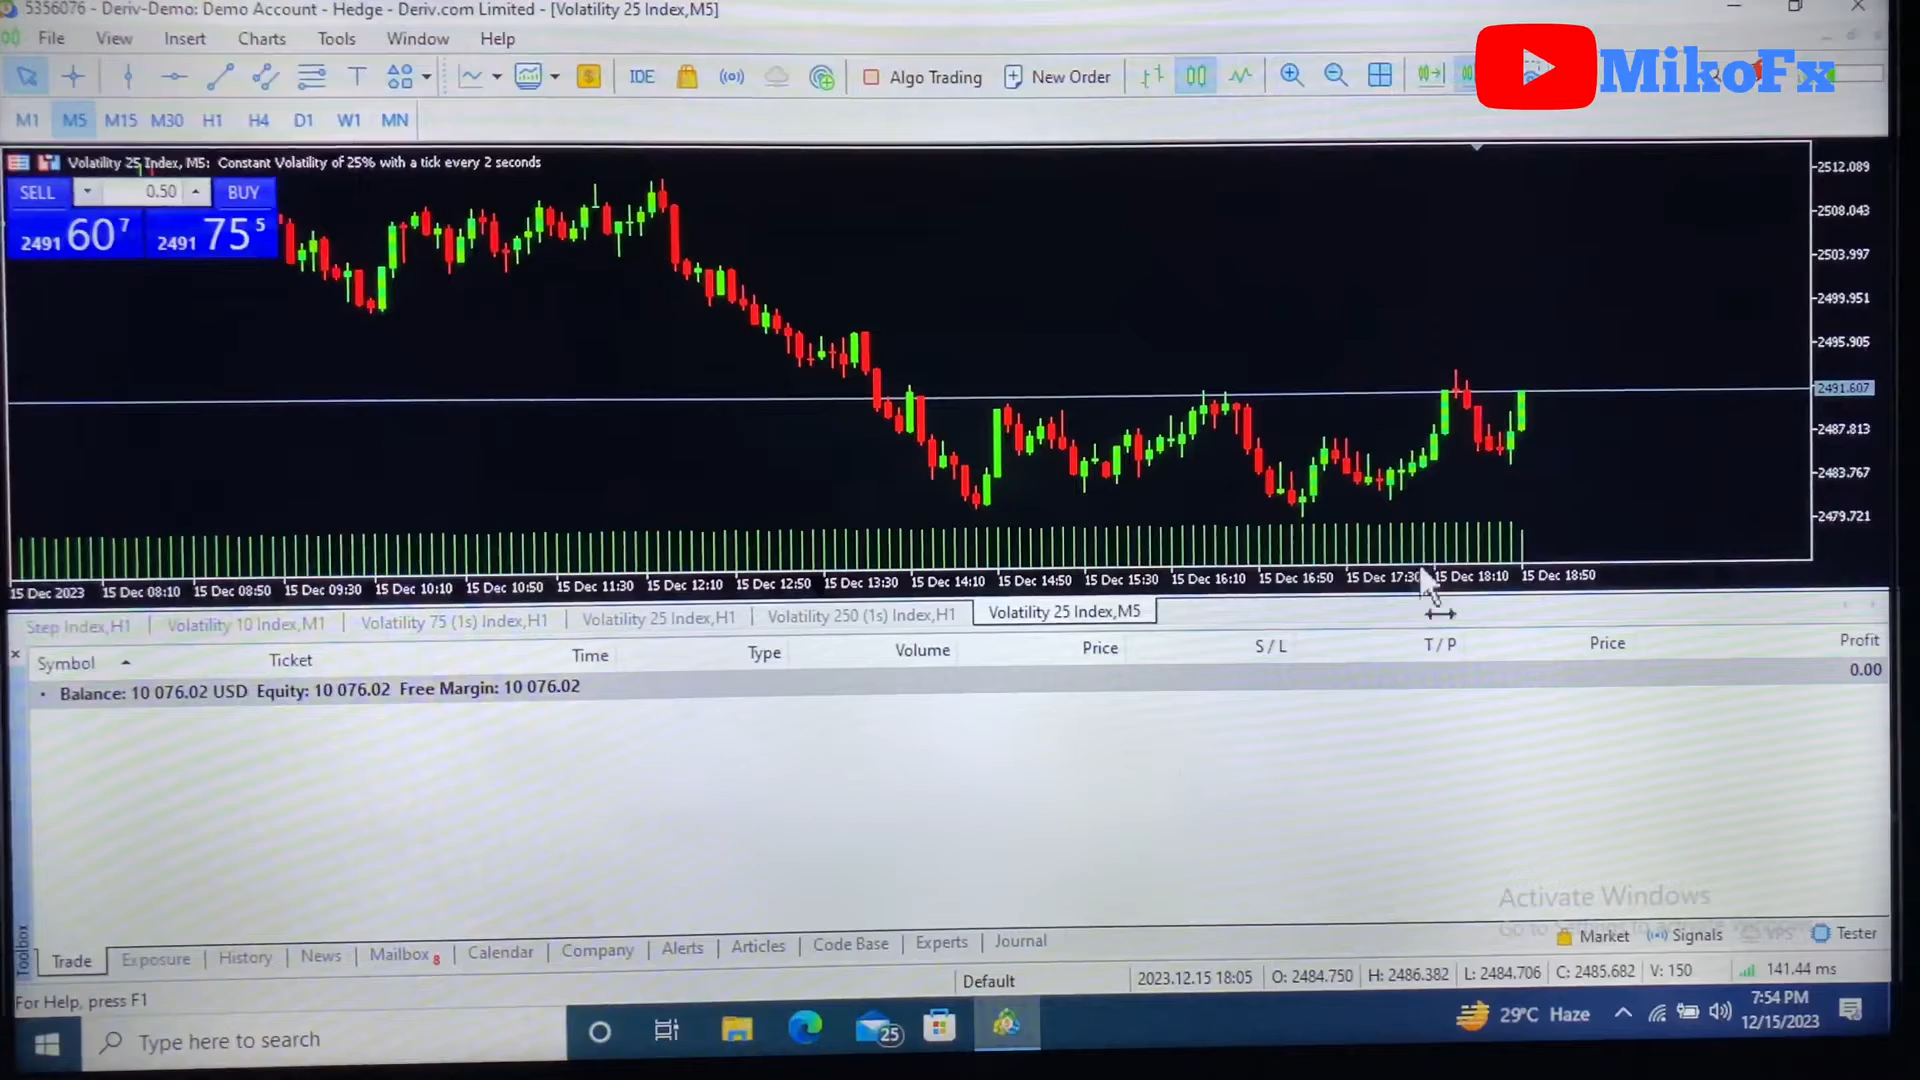 5356076 - Deriv-Demo: Demo Account - Hedge - Deriv.com Limited - [Volatility 25 Index,M5]
File View Insert Charts Tools Window Help
IDE Algo Trading New Order
MikoFx
M1 M5 M15 M30 H1 H4 D1 W1 MN
Volatility 25 Index, M5: Constant Volatility of 25% with a tick every 2 seconds
SELL 0.50 BUY
2491 60 7 2491 75 5
2512.089
2508.043
2503.997
2499.951
2495.905
2491.607
2487.813
2483.767
2479.721
15 Dec 2023 15 Dec 08:10 15 Dec 08:50 15 Dec 09:30 15 Dec 10:10 15 Dec 10:50 15 Dec 11:30 15 Dec 12:10 15 Dec 12:50 15 Dec 13:30 15 Dec 14:10 15 Dec 14:50 15 Dec 15:30 15 Dec 16:10 15 Dec 16:50 15 Dec 17:30 15 Dec 18:10 15 Dec 18:50
Step Index,H1 Volatility 10 Index,M1 Volatility 75 (1s) Index,H1 Volatility 25 Index,H1 Volatility 250 (1s) Index,H1 Volatility 25 Index,M5
Symbol Ticket Time Type Volume Price S / L T / P Price Profit
Balance: 10 076.02 USD Equity: 10 076.02 Free Margin: 10 076.02 0.00
Activate Windows
Go to Settings to activate
Toolbox
Trade Exposure History News Mailbox 8 Calendar Company Alerts Articles Code Base Experts Journal
Market Signals VPS Tester
For Help, press F1 Default 2023.12.15 18:05 O: 2484.750 H: 2486.382 L: 2484.706 C: 2485.682 V: 150 141.44 ms
Type here to search 25 29°C Haze 7:54 PM
12/15/2023